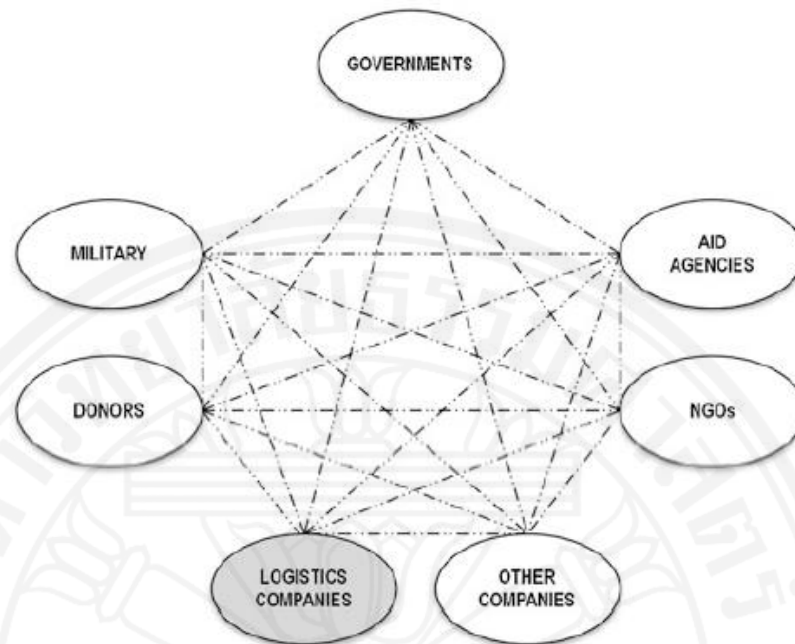 GOVERNMENTS
MILITARY
AID
AGENCIES
DONORS
NGOs
LOGISTICS
COMPANIES
OTHER
COMPANIES